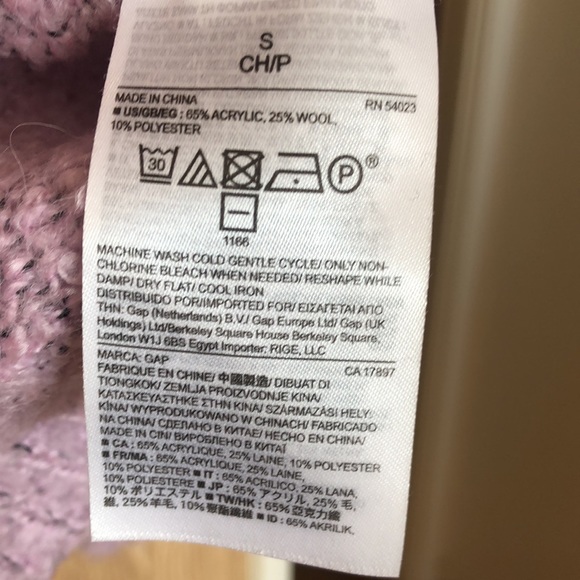 S
CH/P
MADE IN CHINA
RN 54023
■ US/GB/EG : 65% ACRYLIC, 25% WOOL,
10% POLYESTER
30
P
®
1166
MACHINE WASH COLD GENTLE CYCLE/ ONLY NON-
CHLORINE BLEACH WHEN NEEDED/ RESHAPE WHILE
DAMP/ DRY FLAT/ COOL IRON
DISTRIBUIDO POR/IMPORTED FOR/ ΕΙΣΑΓΕΤΑΙ ΑΠΟ
ΤΗΝ: Gap (Netherlands) B.V./ Gap Europe Ltd/ Gap (UK
Holdings) Ltd/Berkeley Square House Berkeley Square,
London W1J 6BS Egypt Importer: RIGE, LLC
MARCA: GAP
CA 17897
FABRIQUE EN CHINE/ 中國製造/ DIBUAT DI
TIONGKOK/ ZEMLJA PROIZVODNJE KINA/
ΚΑΤΑΣΚΕΥΑΣΤΗΚΕ ΣΤΗΝ ΚΙΝΑ/ SZÁRMAZÁSI HELY:
KÍNA/ WYPRODUKOWANO W CHINACH/ FABRICADO
NA CHINA/ СДЕЛАНО В КИТАЕ/ HECHO EN CHINA/
MADE IN CIN/ ВИРОБЛЕНО В КИТАЇ
■ CA : 65% ACRYLIQUE, 25% LAINE, 10% POLYESTER
■ FR/MA : 65% ACRYLIQUE, 25% LAINE,
10% POLYESTER ■ IT : 65% ACRILICO, 25% LANA,
10% POLIESTERE ■ JP : 65% アクリル, 25% 毛,
10% ポリエステル ■ TW/HK : 65% 亞克力纖
維, 25% 羊毛, 10% 聚酯纖維 ■ ID : 65% AKRILIK,